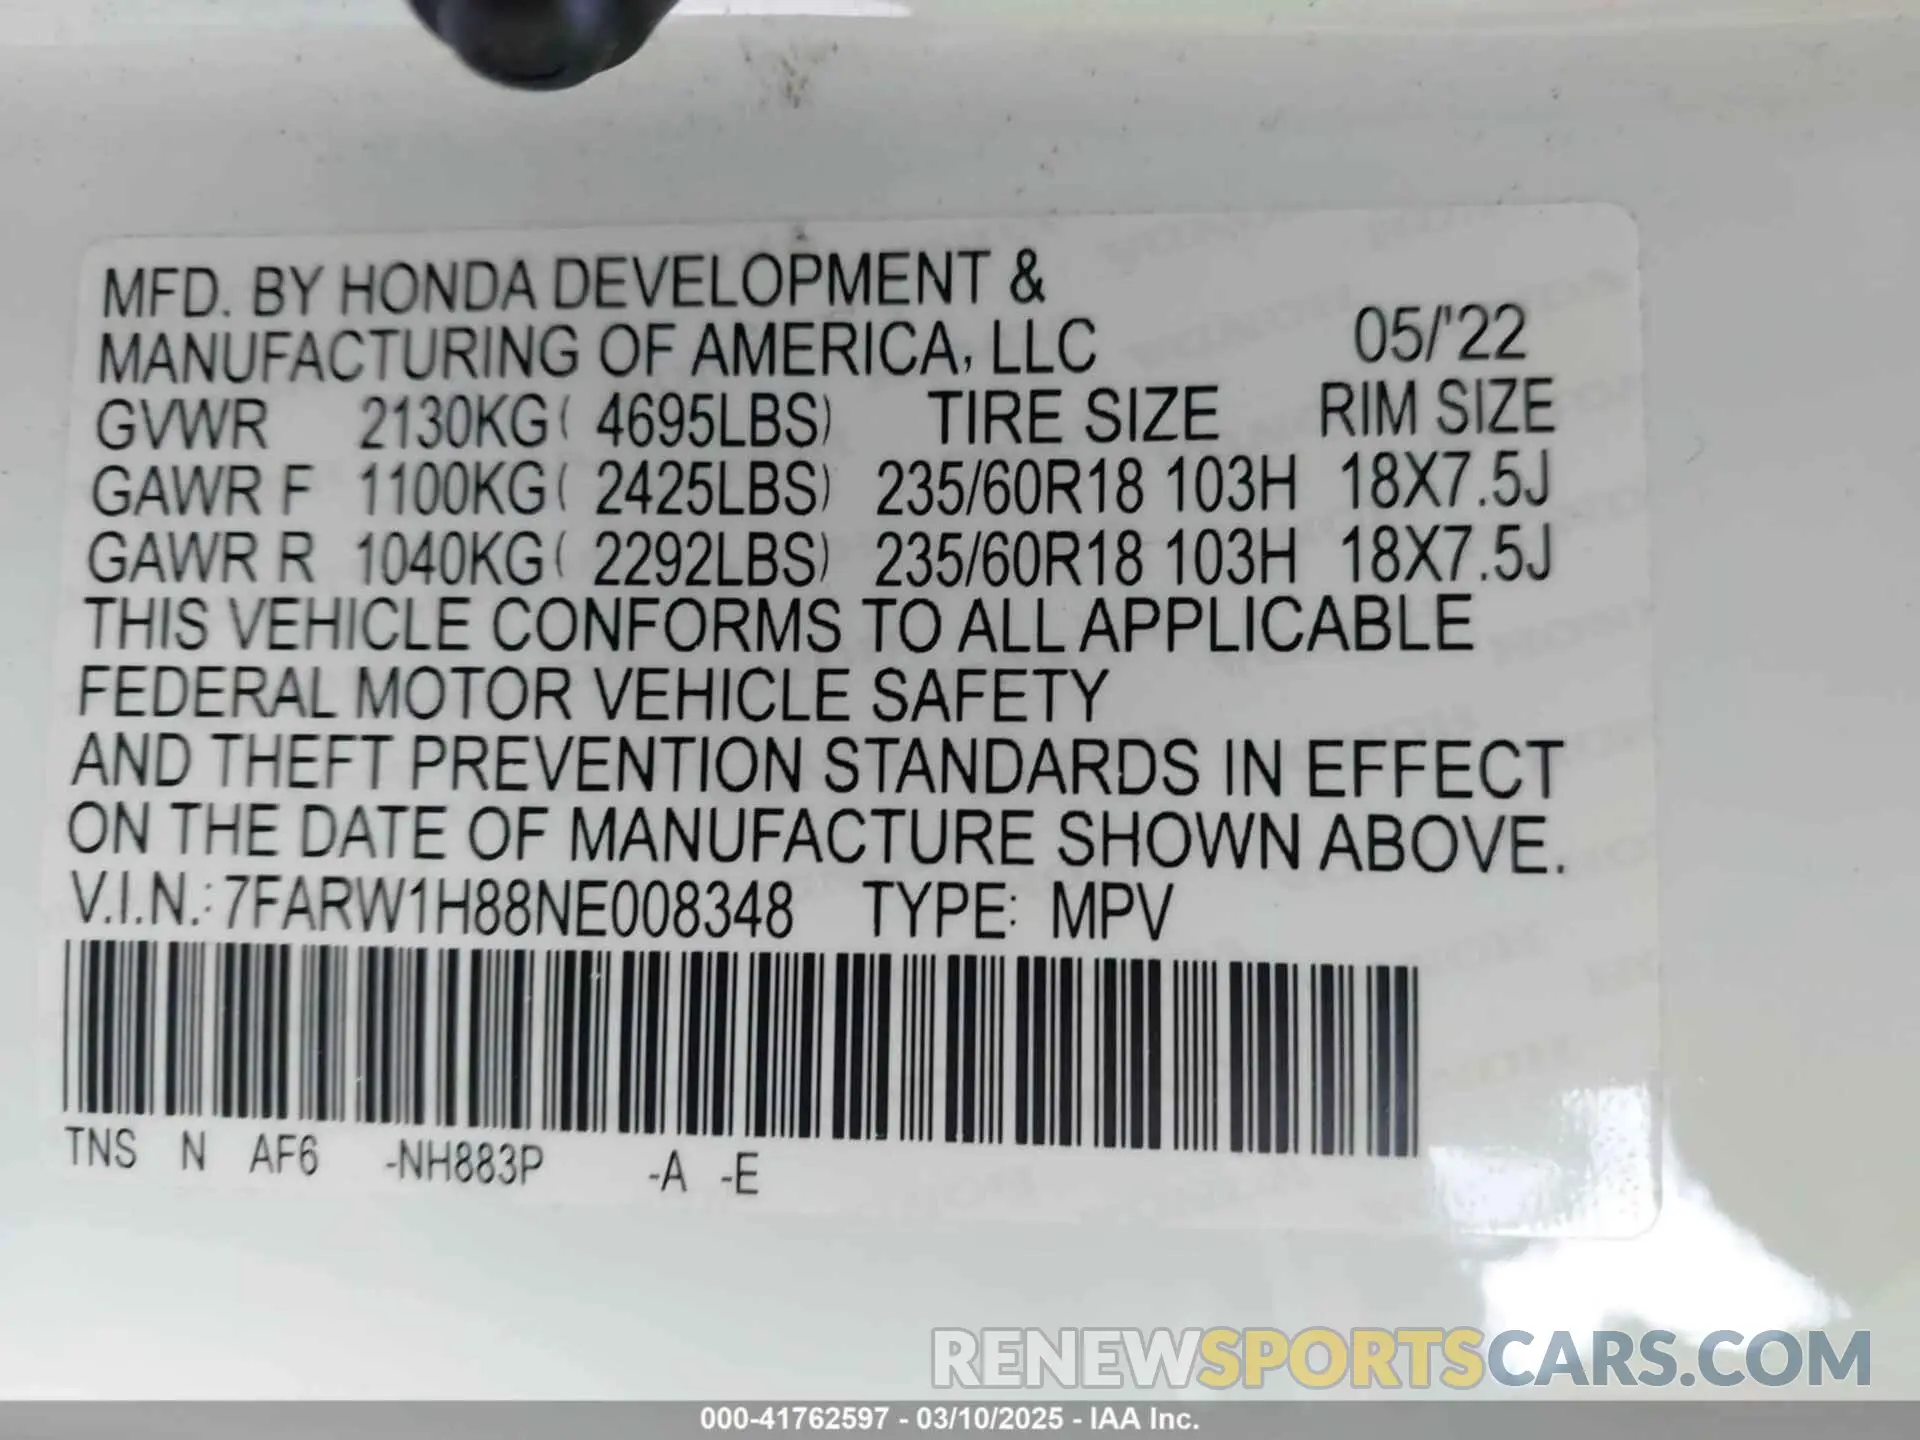 MFD. BY HONDA DEVELOPMENT &
MANUFACTURING OF AMERICA, LLC 05/'22
GVWR 2130KG( 4695LBS) TIRE SIZE RIM SIZE
GAWR F 1100KG( 2425LBS) 235/60R18 103H 18X7.5J
GAWR R 1040KG( 2292LBS) 235/60R18 103H 18X7.5J
THIS VEHICLE CONFORMS TO ALL APPLICABLE
FEDERAL MOTOR VEHICLE SAFETY
AND THEFT PREVENTION STANDARDS IN EFFECT
ON THE DATE OF MANUFACTURE SHOWN ABOVE.
V.I.N.: 7FARW1H88NE008348 TYPE: MPV
TNS N AF6 -NH883P -A -E
RENEWSPORTSCARS.COM
000-41762597 - 03/10/2025 - IAA Inc.